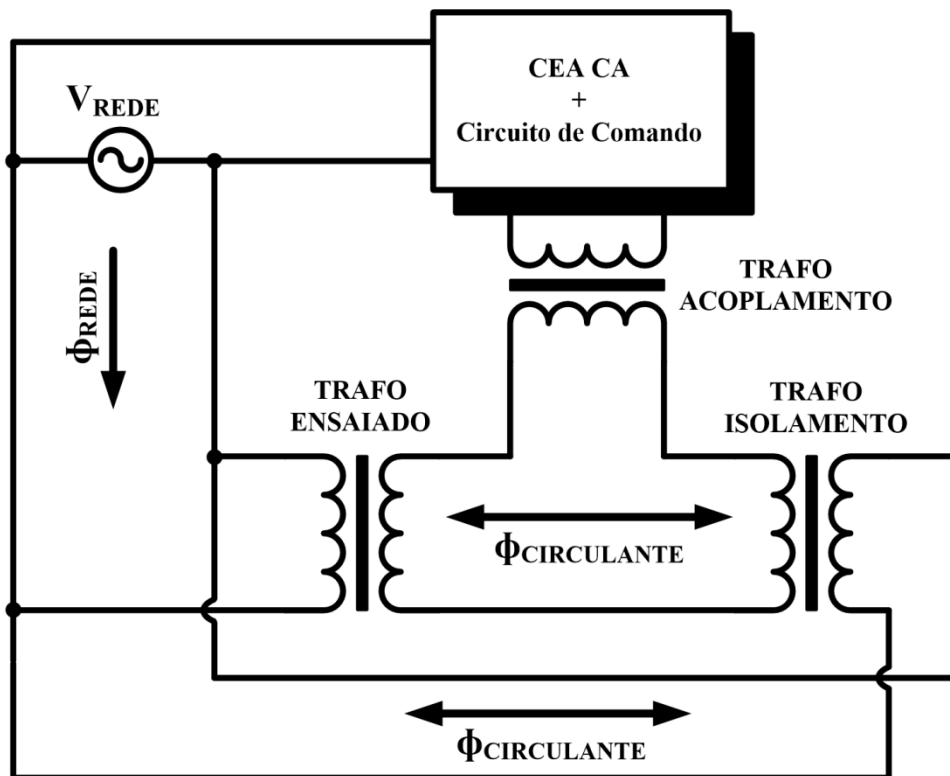 CEA CA
+
Circuito de Comando
VREDE
TRAFO
ACOPLAMENTO
ϕREDE
TRAFO
ENSAIADO
TRAFO
ISOLAMENTO
ϕCIRCULANTE
ϕCIRCULANTE